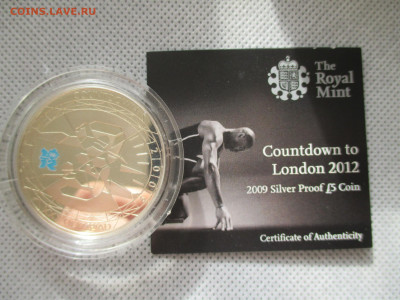 COINS.LAVE.RU
The
Royal
Mint
Countdown to
London 2012
2009 Silver Proof £5 Coin
Certificate of Authenticity